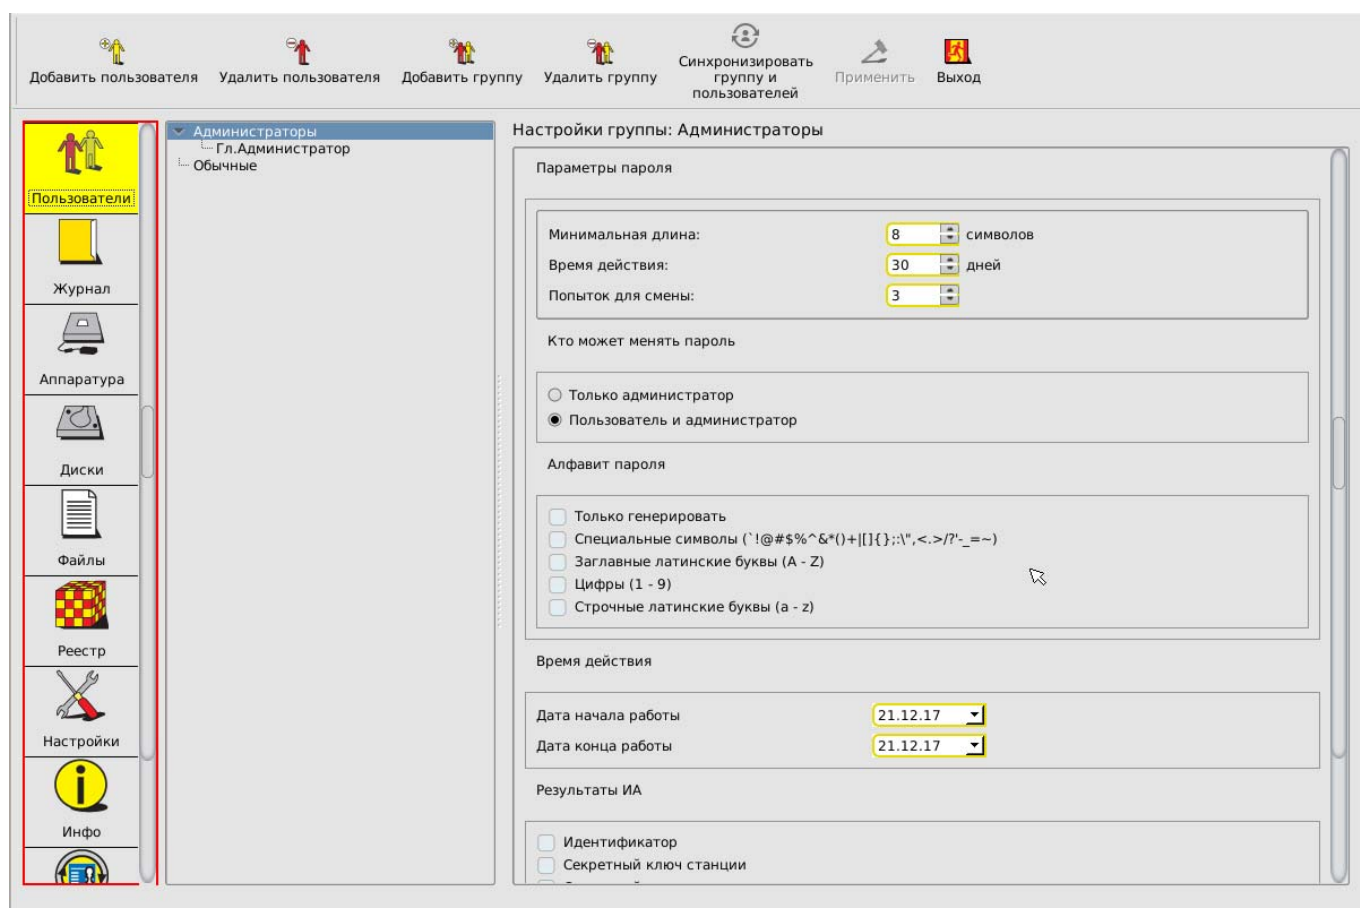 Добавить пользователя
Удалить пользователя
Добавить группу
Удалить группу
Синхронизировать
группу и
пользователей
Применить
Выход
Пользователи
Журнал
Аппаратура
Диски
Файлы
Реестр
Настройки
Инфо
Администраторы
Гл.Администратор
Обычные
Настройки группы: Администраторы
Параметры пароля
Минимальная длина: 8 символов
Время действия: 30 дней
Попыток для смены: 3
Кто может менять пароль
Только администратор
Пользователь и администратор
Алфавит пароля
Только генерировать
Специальные символы (`!@#$%^&*()+|[]{};:\",<.>/?'-_=~)
Заглавные латинские буквы (A - Z)
Цифры (1 - 9)
Строчные латинские буквы (a - z)
Время действия
Дата начала работы 21.12.17
Дата конца работы 21.12.17
Результаты ИА
Идентификатор
Секретный ключ станции